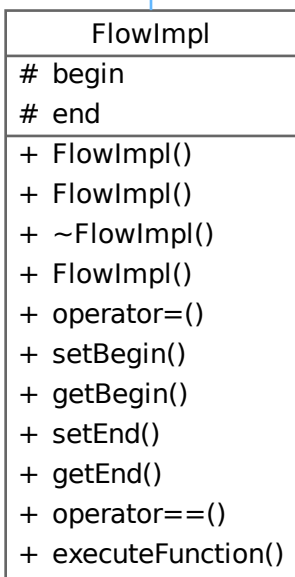 FlowImpl
# begin
# end
+ FlowImpl()
+ FlowImpl()
+ ~FlowImpl()
+ FlowImpl()
+ operator=()
+ setBegin()
+ getBegin()
+ setEnd()
+ getEnd()
+ operator==()
+ executeFunction()